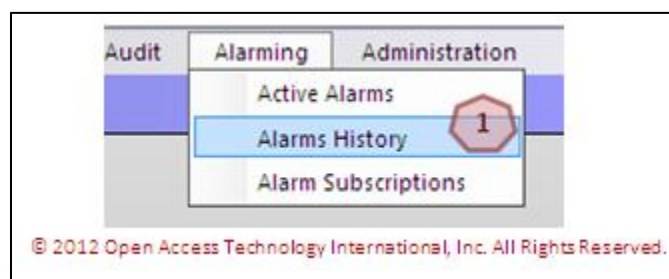 Audit Alarming Administration
Active Alarms
Alarms History 1
Alarm Subscriptions
© 2012 Open Access Technology International, Inc. All Rights Reserved.